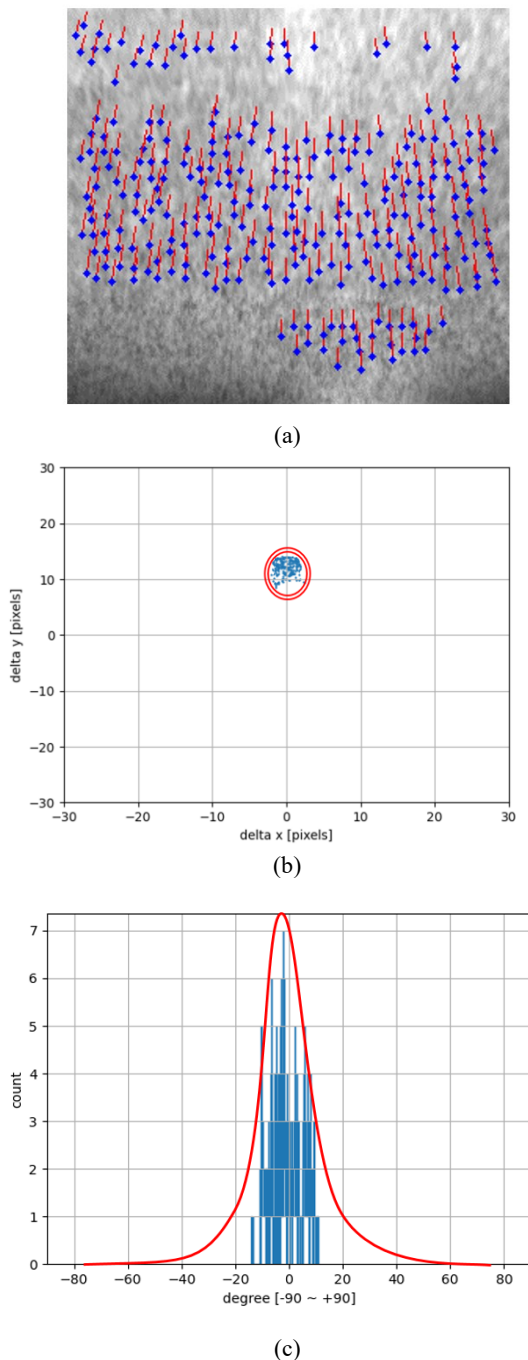 (a)
30
20
10
0
−10
−20
−30
delta y [pixels]
−30 −20 −10 0 10 20 30
delta x [pixels]
(b)
7
6
5
4
3
2
1
0
count
−80 −60 −40 −20 0 20 40 60 80
degree [-90 ~ +90]
(c)